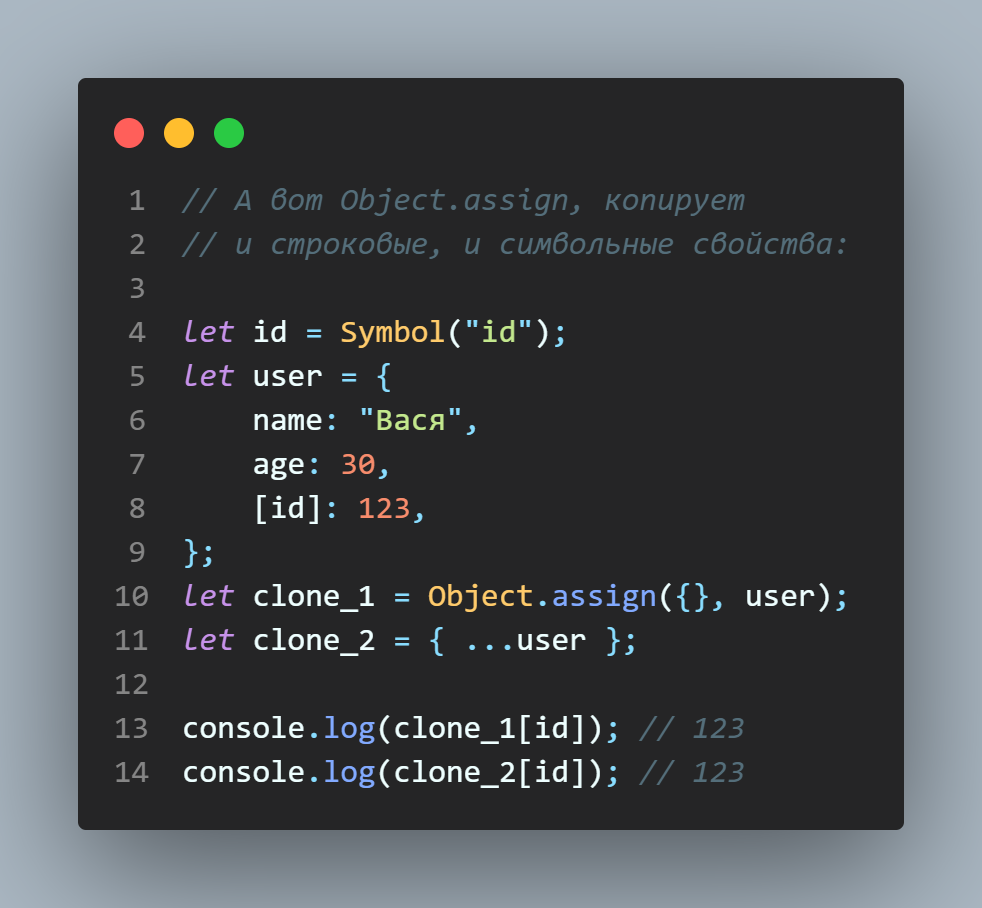 1 // А вот Object.assign, копирует
2 // и строковые, и символьные свойства:
3
4 let id = Symbol("id");
5 let user = {
6     name: "Вася",
7     age: 30,
8     [id]: 123,
9 };
10 let clone_1 = Object.assign({}, user);
11 let clone_2 = { ...user };
12
13 console.log(clone_1[id]); // 123
14 console.log(clone_2[id]); // 123